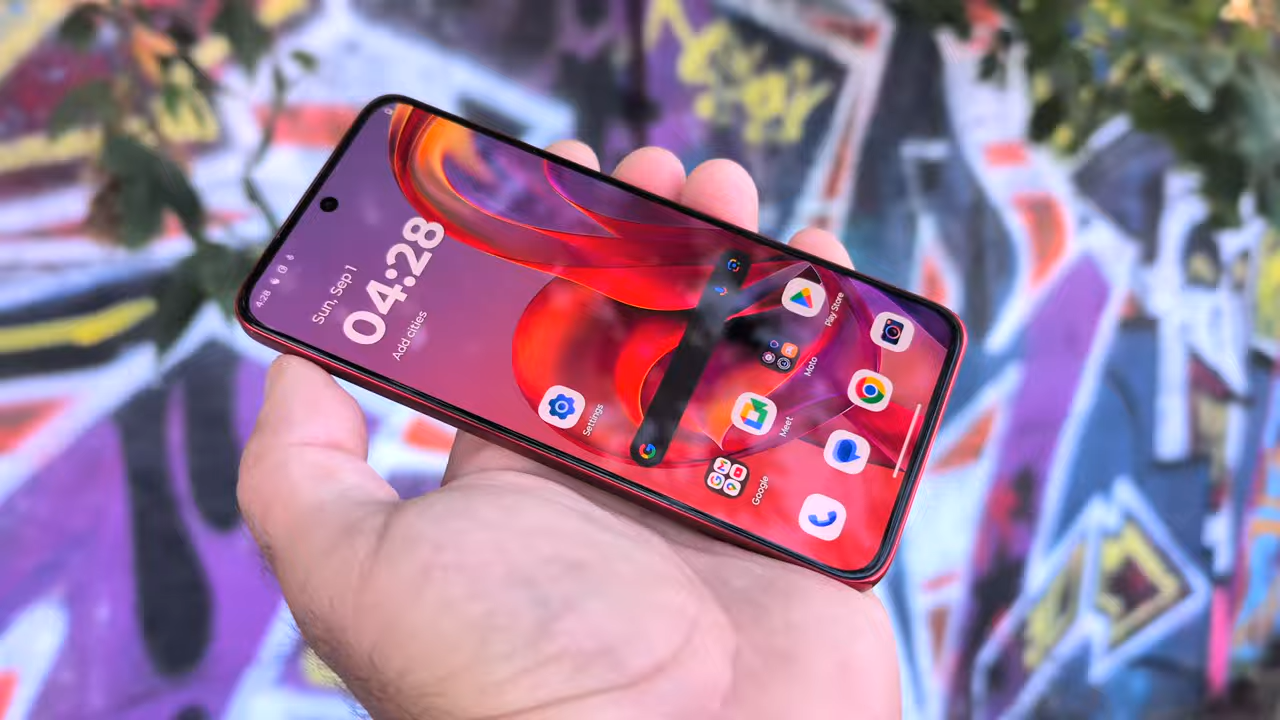 4:28
Sun, Sep 1
04:28
Add cities
Settings
Play Store
Moto
Meet
Google